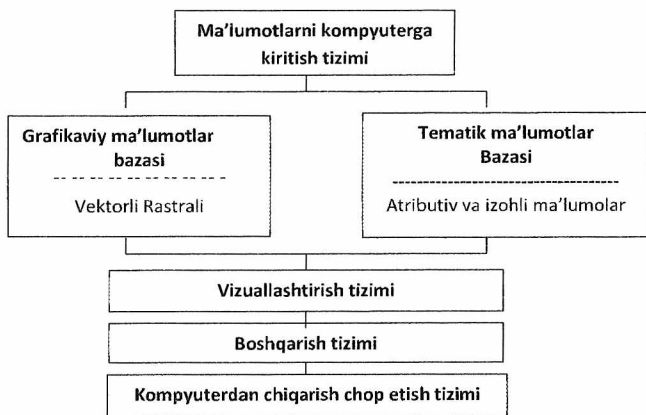 Ma'lumotlarni kompyuterga
kiritish tizimi
Grafikaviy ma'lumotlar
bazasi
Vektorli Rastrali
Tematik ma'lumotlar
Bazasi
Atributiv va izohli ma'lumolar
Vizuallashtirish tizimi
Boshqarish tizimi
Kompyuterdan chiqarish chop etish tizimi